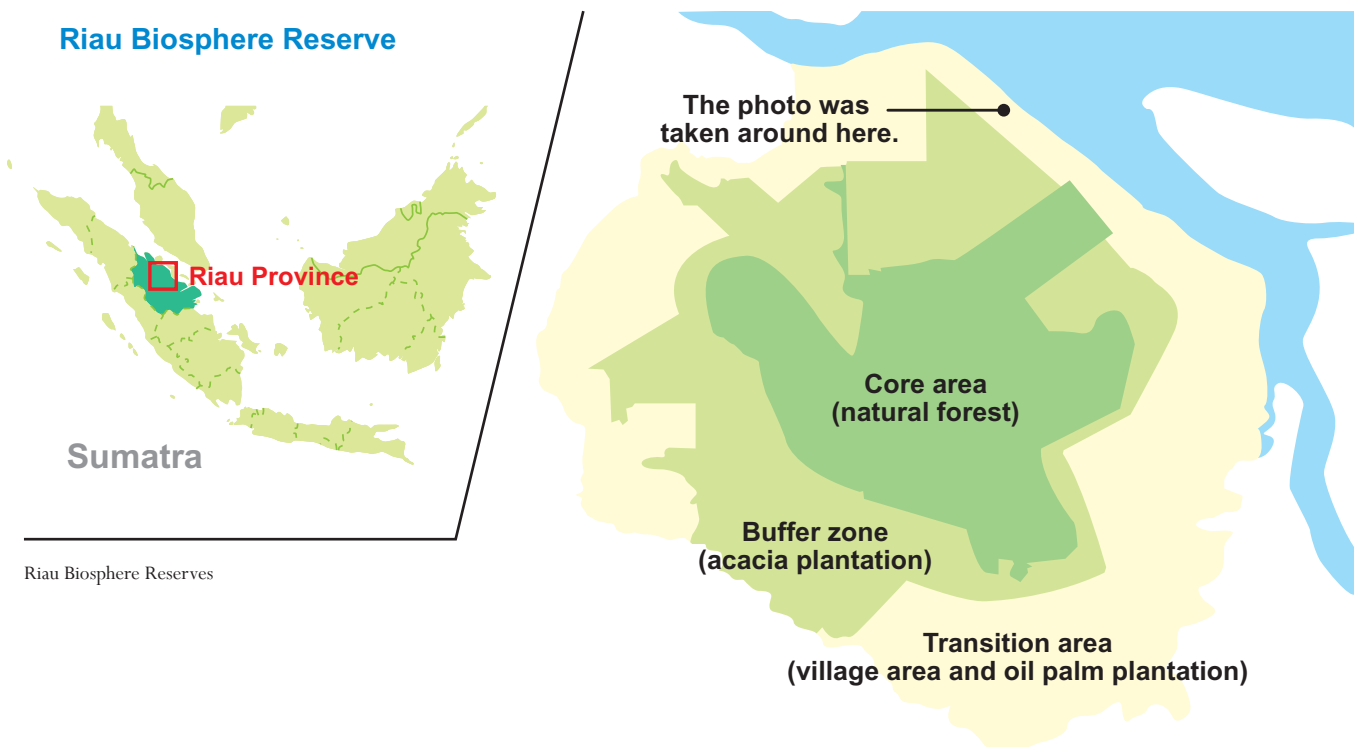 Riau Biosphere Reserve
Riau Province
Sumatra
Riau Biosphere Reserves
The photo was
taken around here.
Core area
(natural forest)
Buffer zone
(acacia plantation)
Transition area
(village area and oil palm plantation)